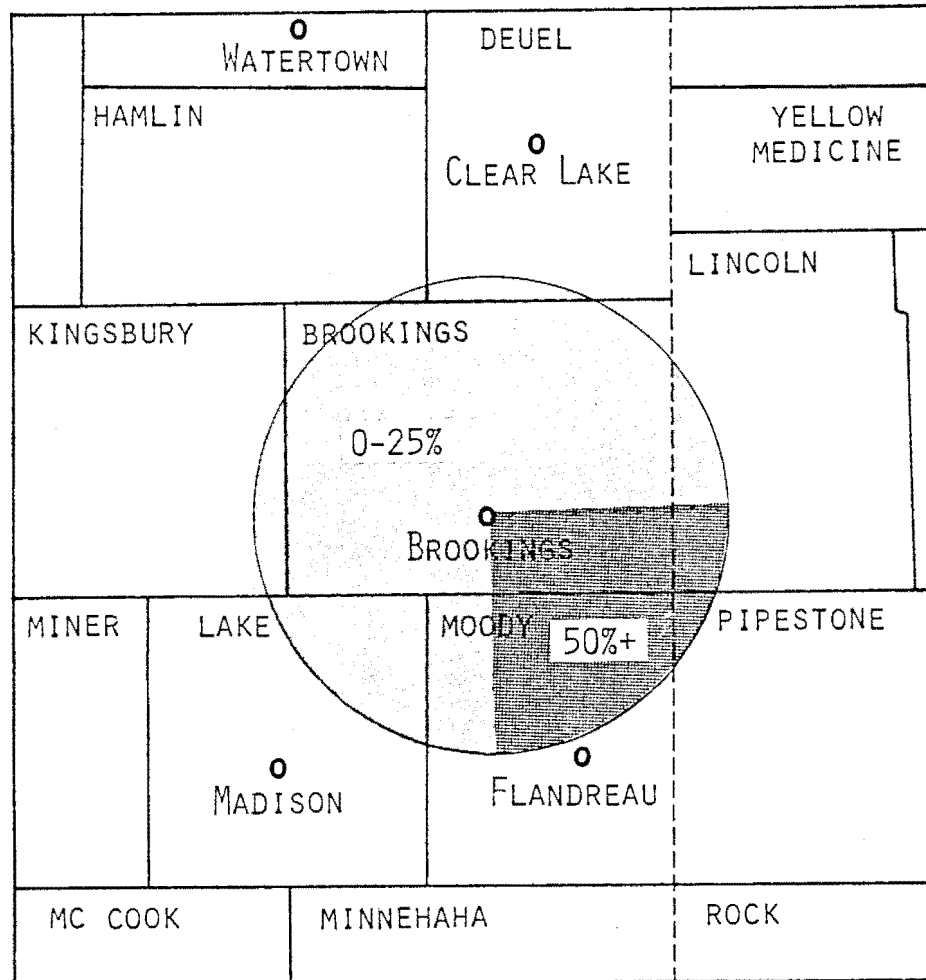 WATERTOWN
DEUEL
HAMLIN
YELLOW
MEDICINE
CLEAR LAKE
LINCOLN
KINGSBURY
BROOKINGS
0-25%
BROOKINGS
MINER
LAKE
MOODY
50%+
PIPESTONE
MADISON
FLANDREAU
MC COOK
MINNEHAHA
ROCK